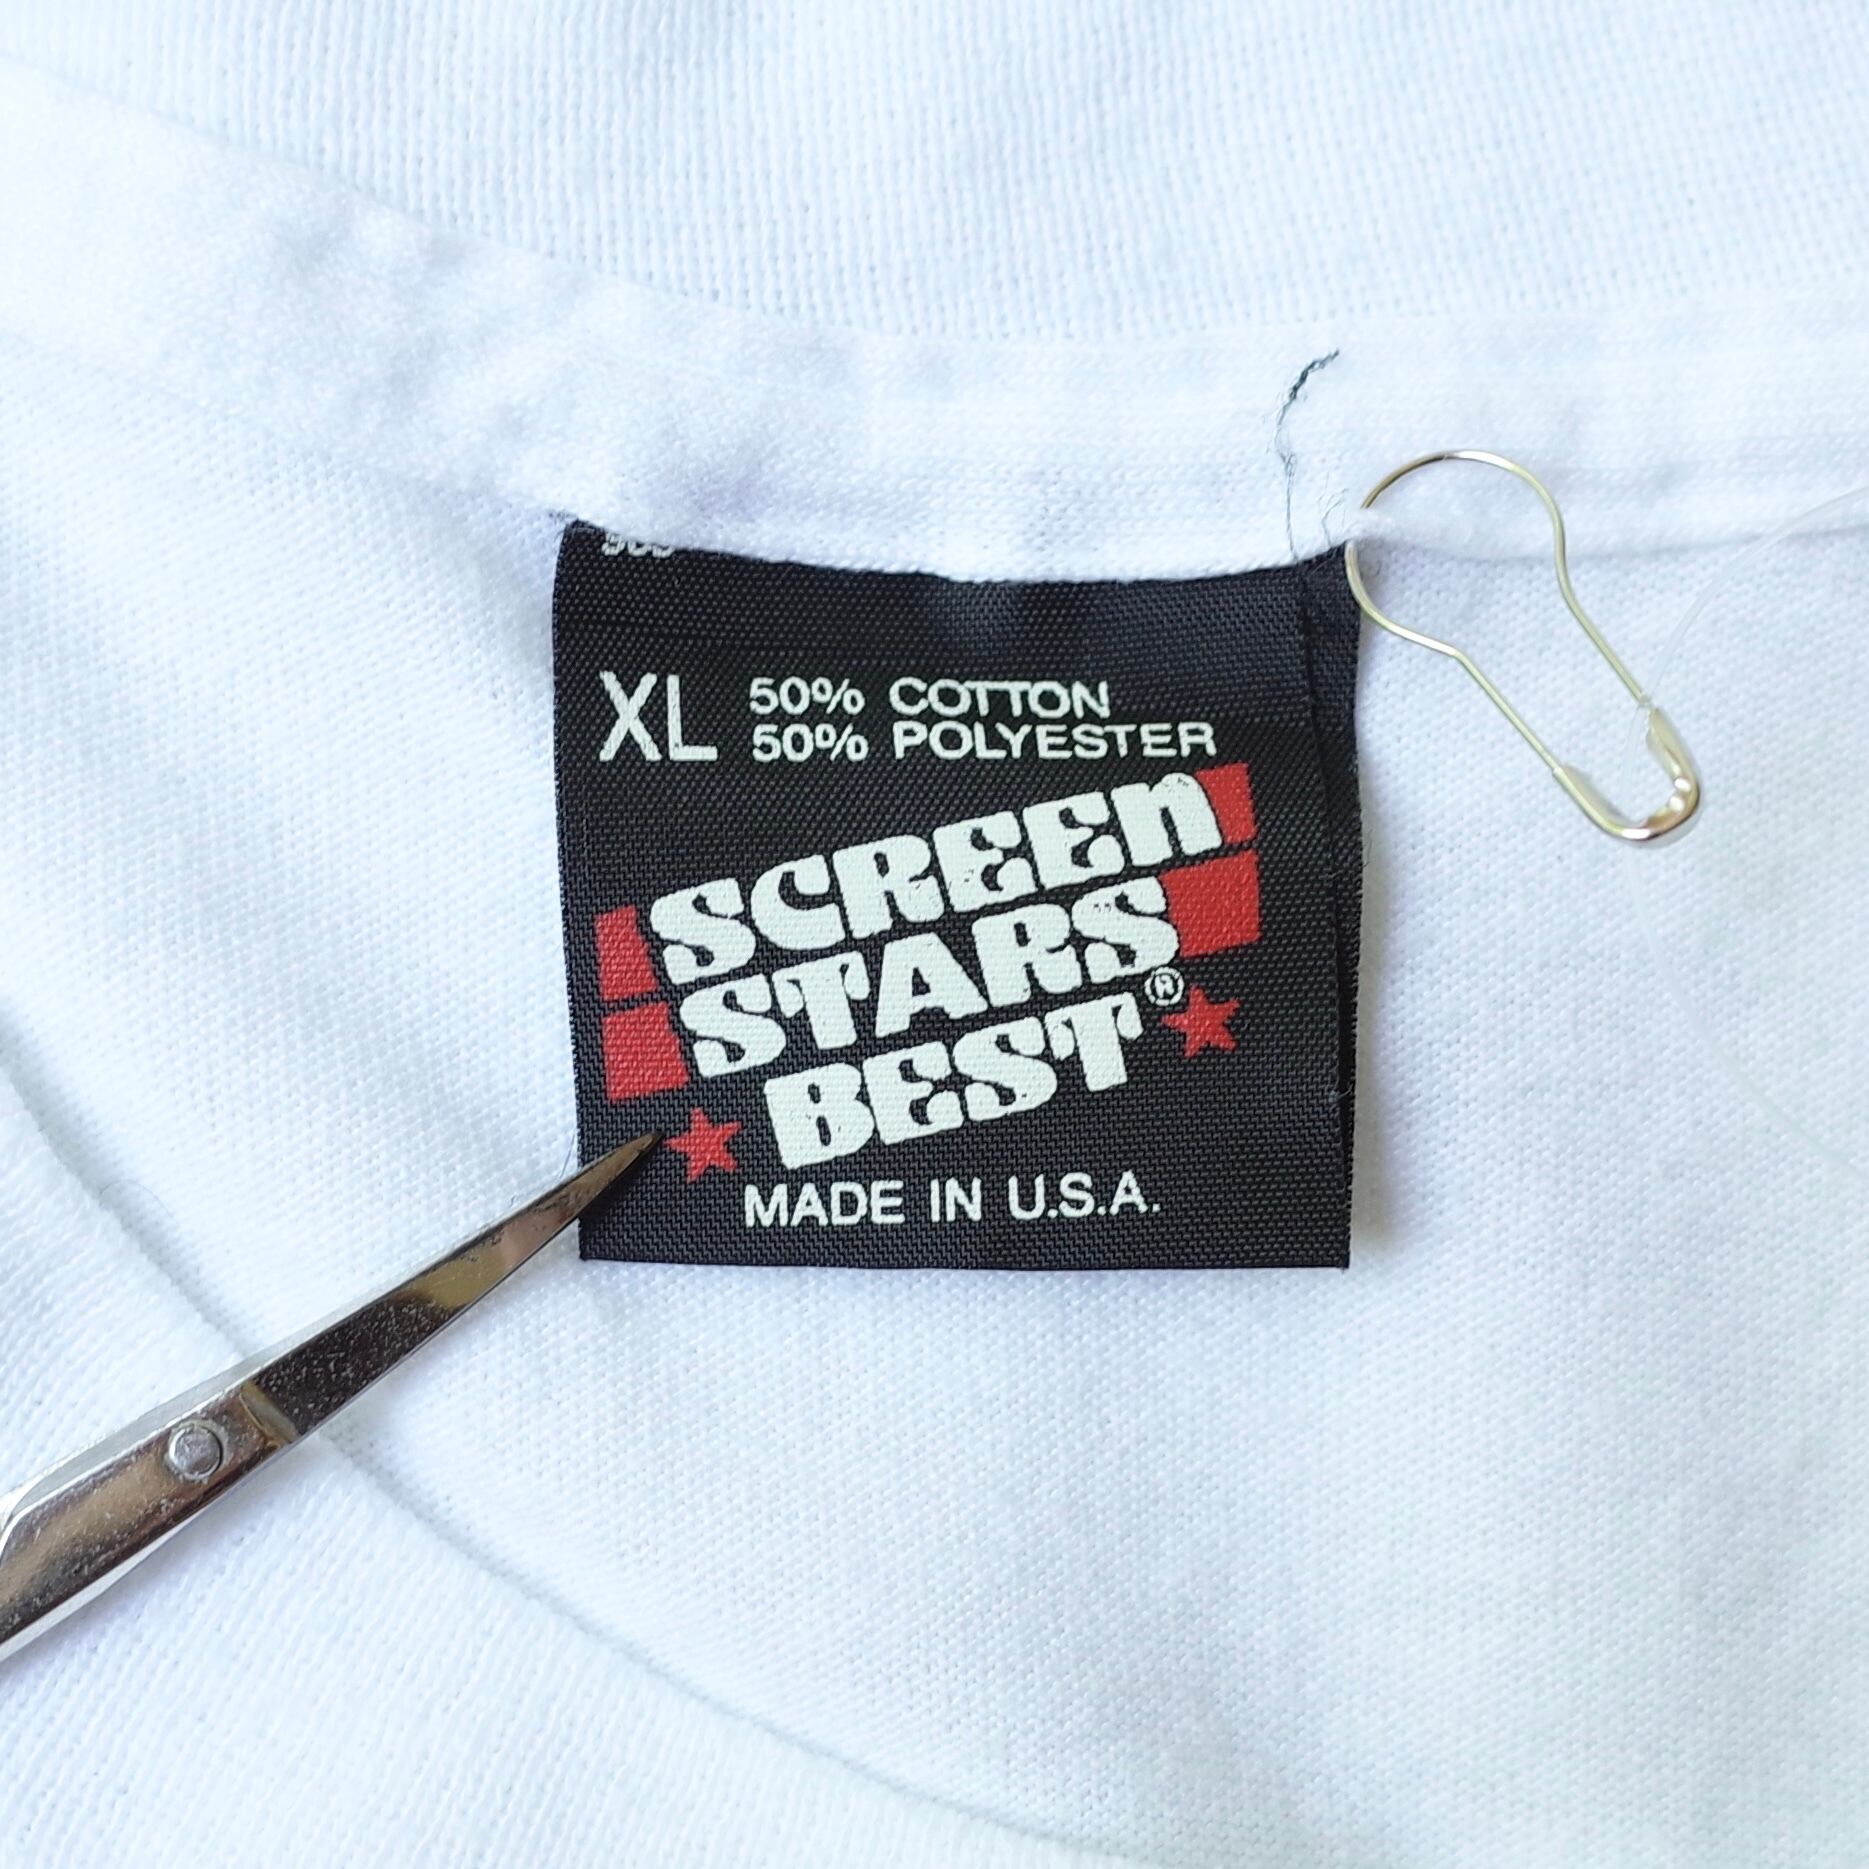 XL 50% COTTON
50% POLYESTER
SCREEN
STARS
BEST®
MADE IN U.S.A.